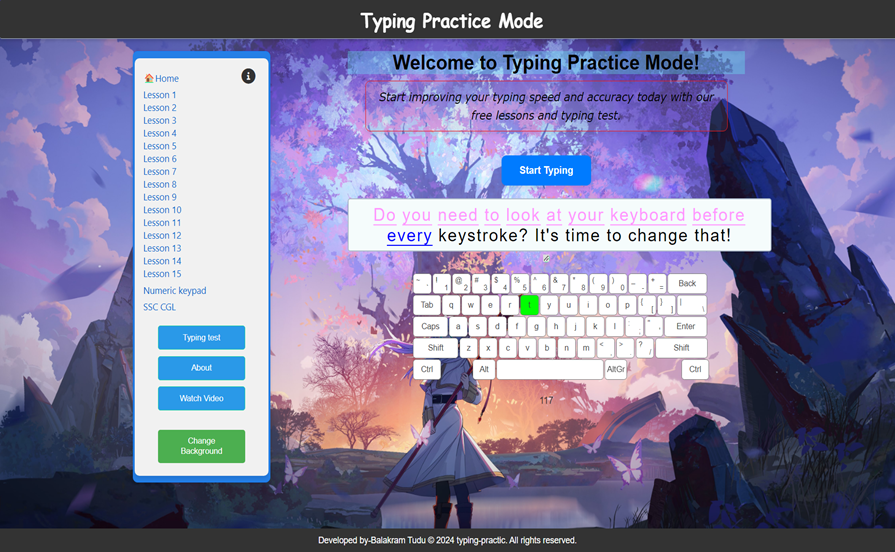 Typing Practice Mode
Home
Lesson 1
Lesson 2
Lesson 3
Lesson 4
Lesson 5
Lesson 6
Lesson 7
Lesson 8
Lesson 9
Lesson 10
Lesson 11
Lesson 12
Lesson 13
Lesson 14
Lesson 15
Numeric keypad
SSC CGL
Typing test
About
Watch Video
Change
Background
Welcome to Typing Practice Mode!
Start improving your typing speed and accuracy today with our
free lessons and typing test.
Start Typing
Do you need to look at your keyboard before
every keystroke? It's time to change that!
~ ` ! 1 @ 2 # 3 $ 4 % 5 ^ 6 & 7 * 8 ( 9 ) 0 _ - + = Back
Tab q w e r t y u i o p { [ } ] | \
Caps a s d f g h j k l : ; " ' Enter
Shift z x c v b n m < , > . ? / Shift
Ctrl Alt AltGr Ctrl
117
Developed by-Balakram Tudu © 2024 typing-practic. All rights reserved.